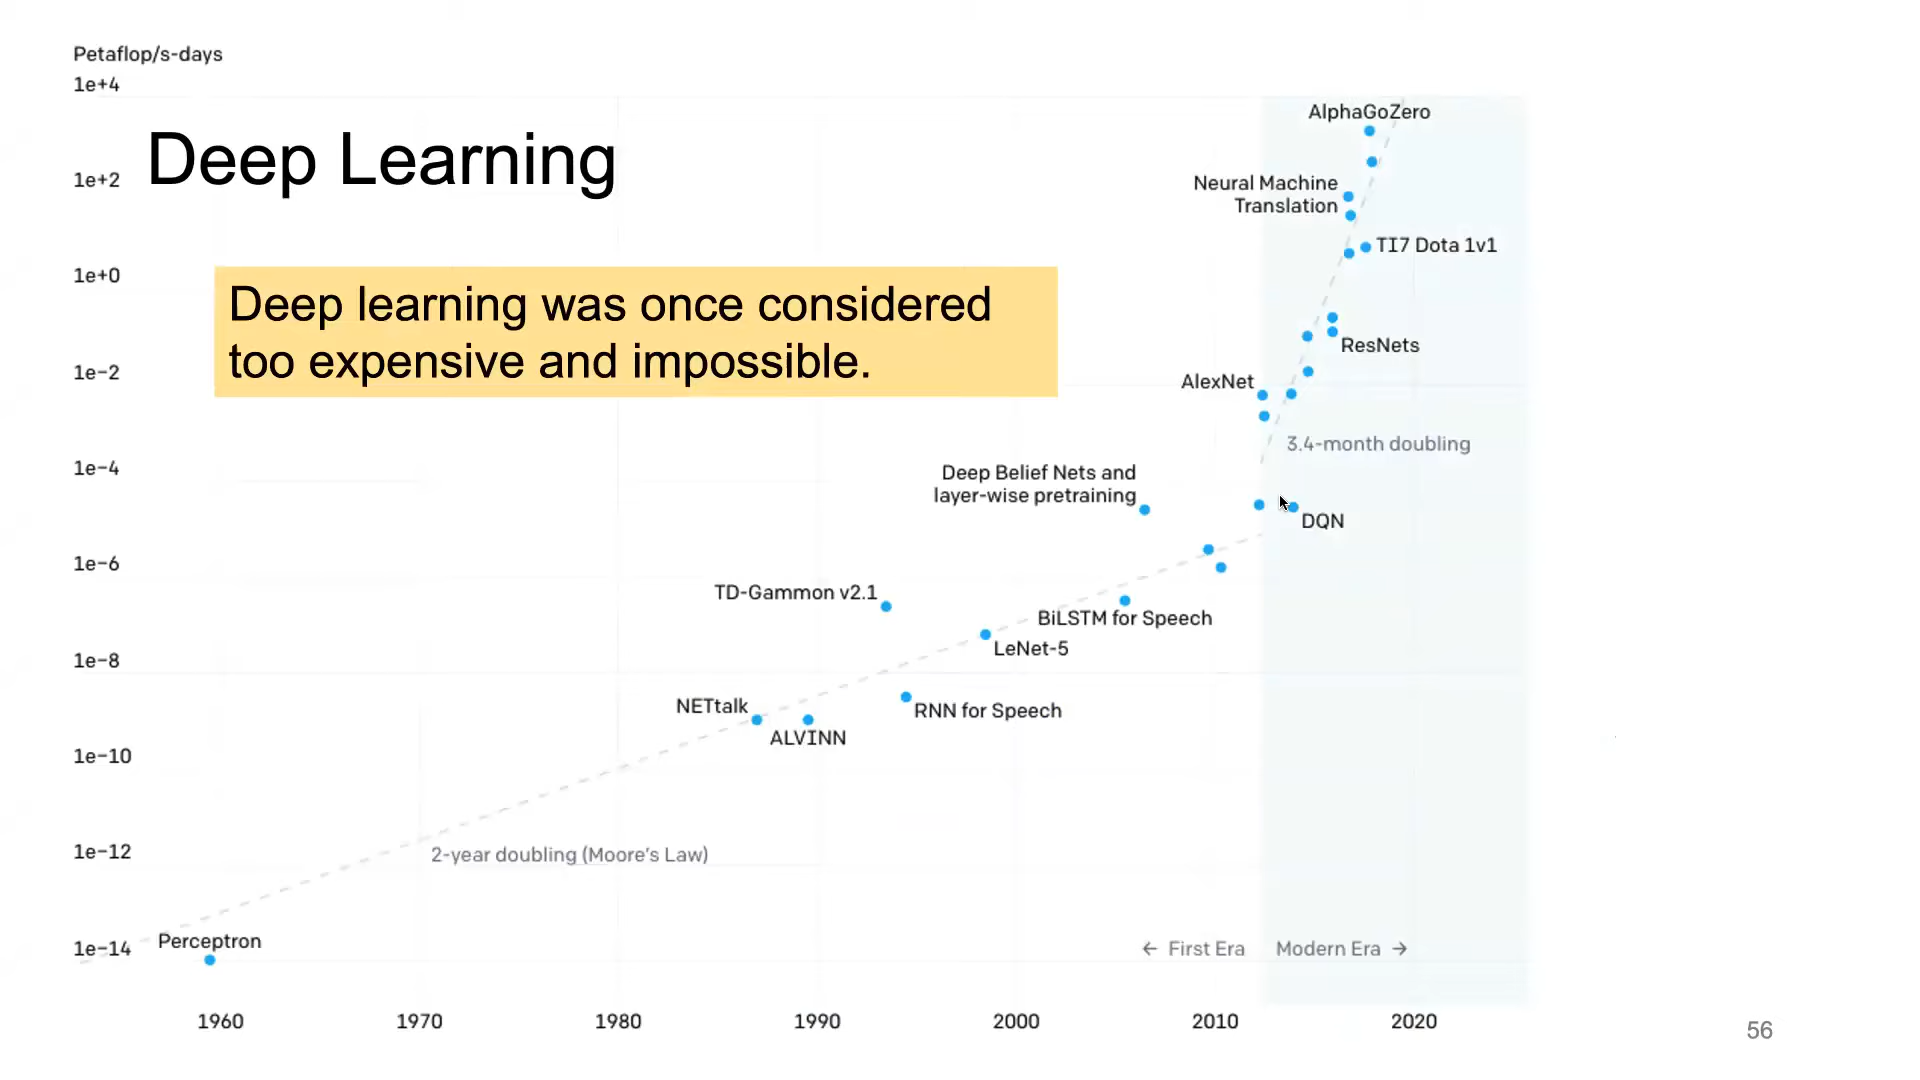 Petaflop/s-days
1e+4
Deep Learning
1e+2
1e+0
1e-2
1e-4
1e-6
1e-8
1e-10
1e-12
1e-14
Deep learning was once considered
too expensive and impossible.
AlphaGoZero
Neural Machine
Translation
TI7 Dota 1v1
ResNets
AlexNet
3.4-month doubling
Deep Belief Nets and
layer-wise pretraining
DQN
TD-Gammon v2.1
BiLSTM for Speech
LeNet-5
NETtalk
RNN for Speech
ALVINN
2-year doubling (Moore's Law)
Perceptron
← First Era
Modern Era →
1960
1970
1980
1990
2000
2010
2020
56